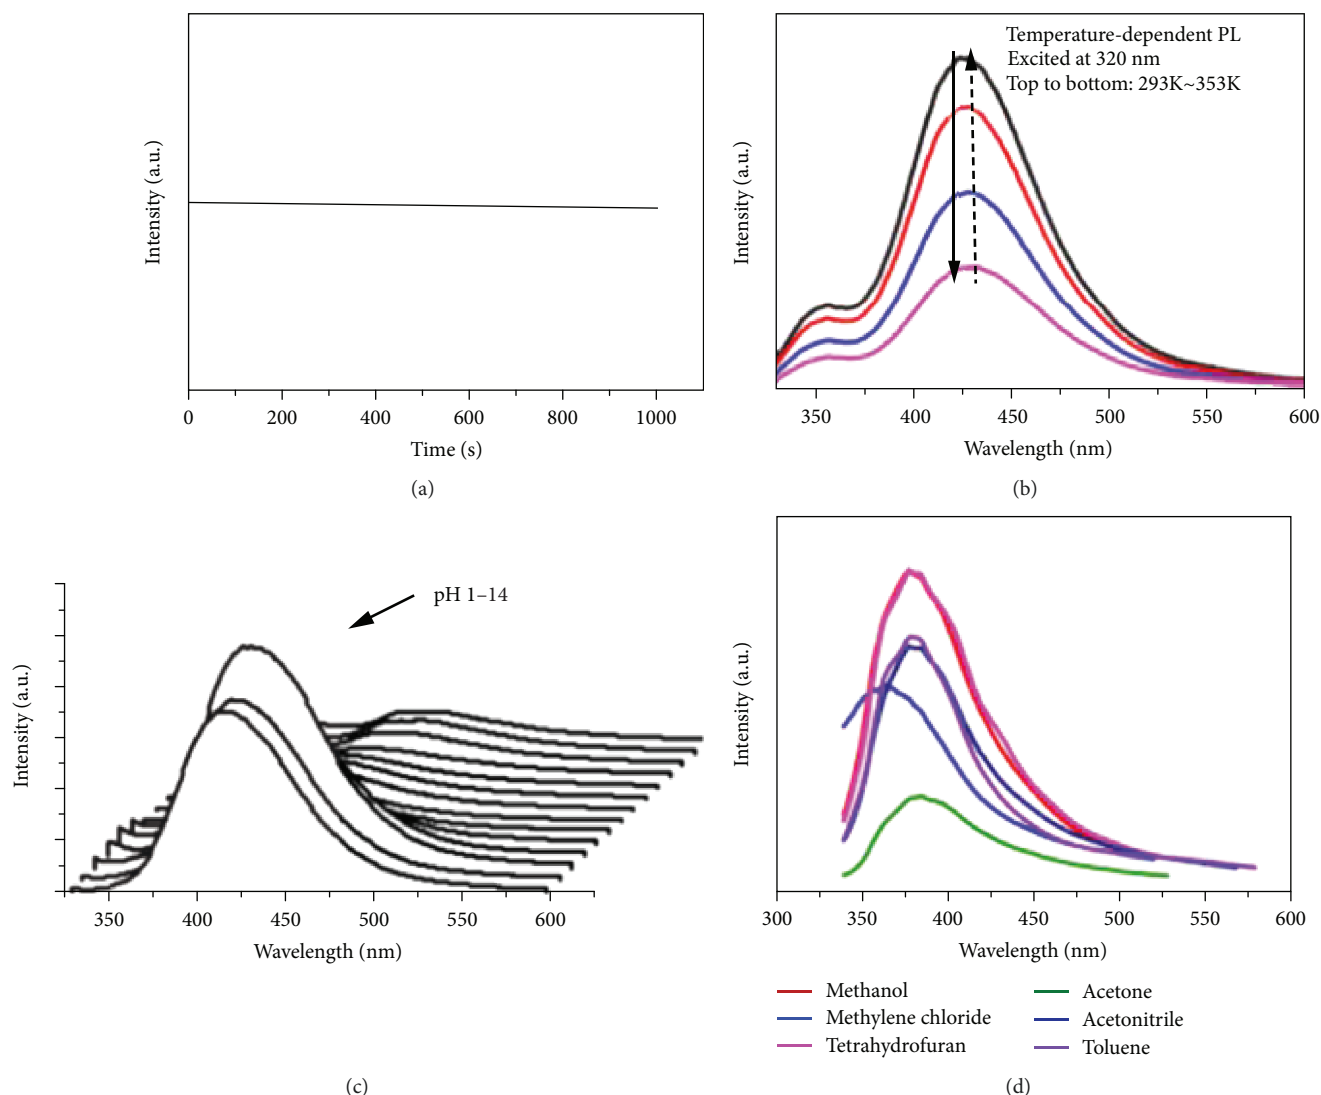 Intensity (a.u.)
0
200
400
600
800
1000
Time (s)
(a)
Temperature-dependent PL
Excited at 320 nm
Top to bottom: 293K~353K
Intensity (a.u.)
350
400
450
500
550
600
Wavelength (nm)
(b)
pH 1–14
Intensity (a.u.)
350
400
450
500
550
600
Wavelength (nm)
(c)
Intensity (a.u.)
300
350
400
450
500
550
600
Wavelength (nm)
Methanol
Methylene chloride
Tetrahydrofuran
Acetone
Acetonitrile
Toluene
(d)